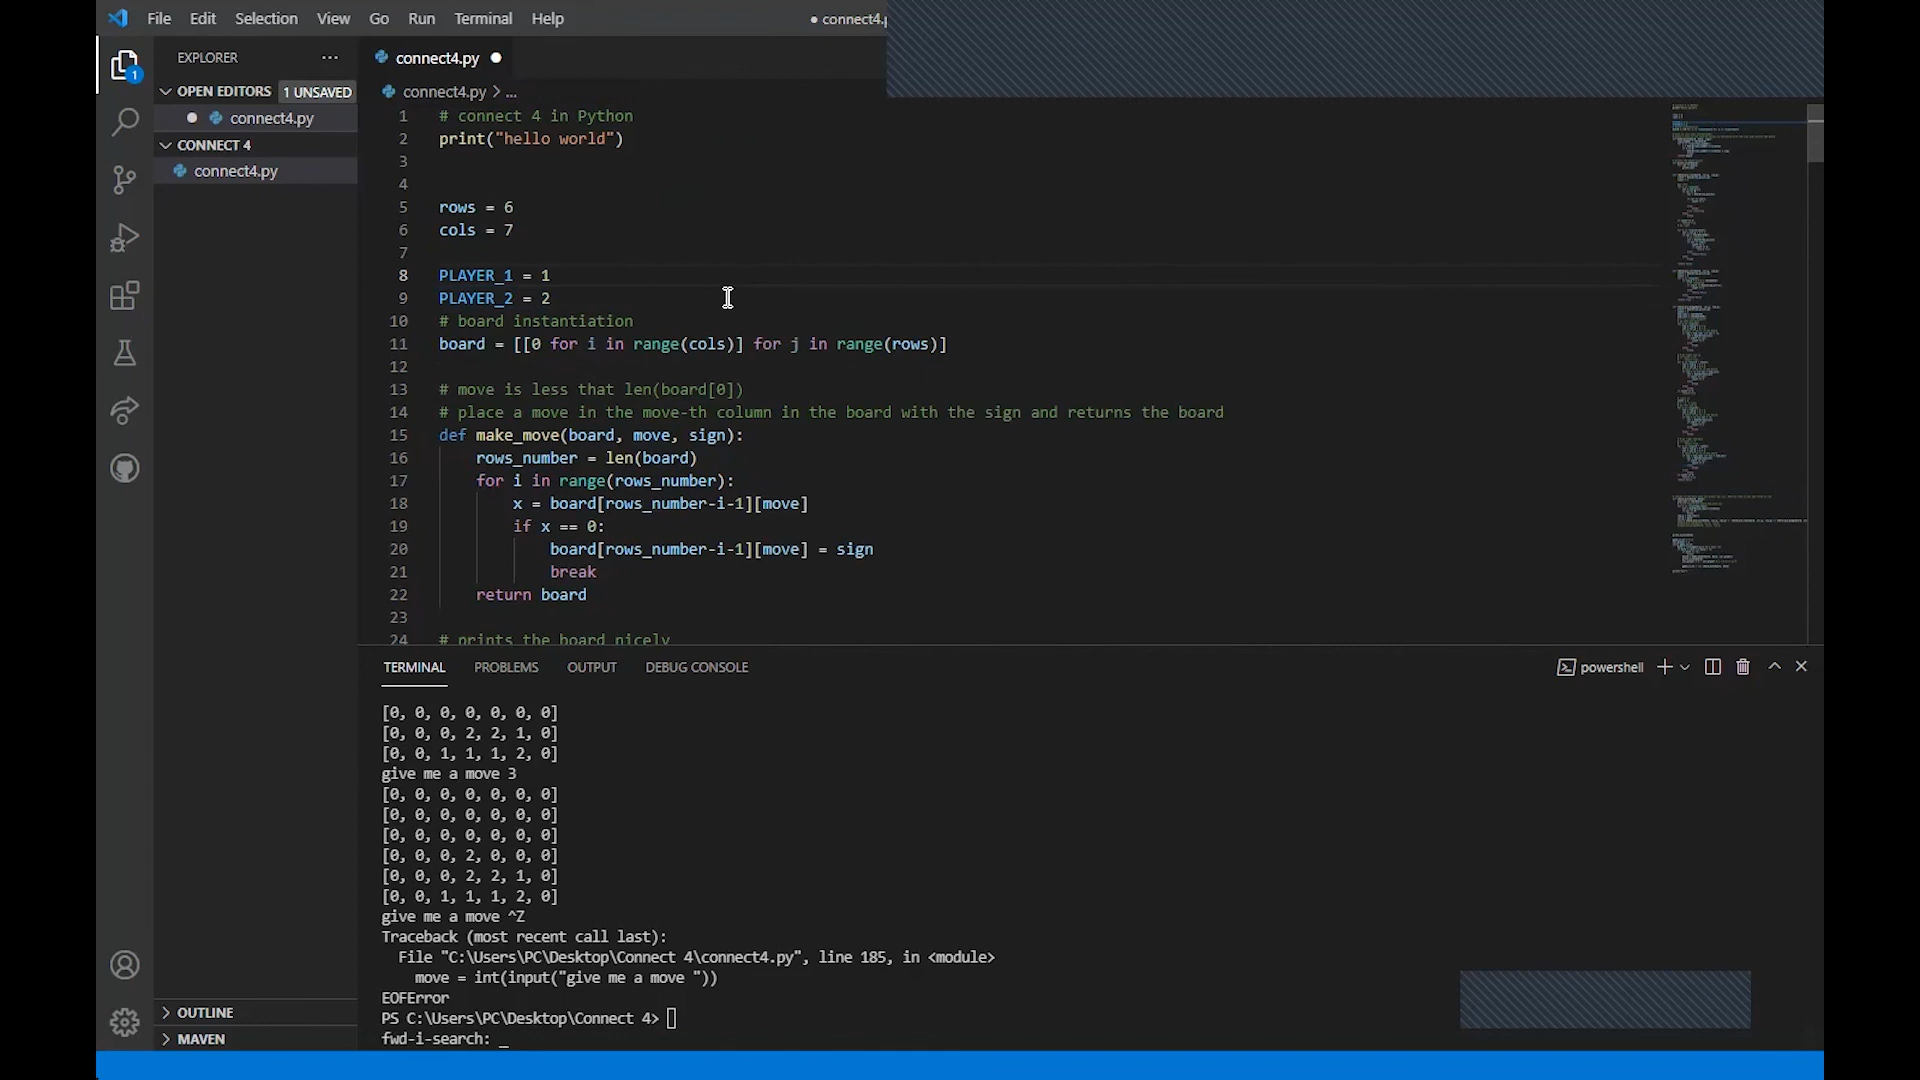 File Edit Selection View Go Run Terminal Help
● connect4.p
EXPLORER ···
OPEN EDITORS 1 UNSAVED
connect4.py
CONNECT 4
connect4.py
OUTLINE
MAVEN
1
connect4.py
connect4.py > ...
1 # connect 4 in Python
2 print("hello world")
3
4
5 rows = 6
6 cols = 7
7
8 PLAYER_1 = 1
9 PLAYER_2 = 2
10 # board instantiation
11 board = [[0 for i in range(cols)] for j in range(rows)]
12
13 # move is less that len(board[0])
14 # place a move in the move-th column in the board with the sign and returns the board
15 def make_move(board, move, sign):
16 rows_number = len(board)
17 for i in range(rows_number):
18 x = board[rows_number-i-1][move]
19 if x == 0:
20 board[rows_number-i-1][move] = sign
21 break
22 return board
23
24 # prints the board nicely
TERMINAL PROBLEMS OUTPUT DEBUG CONSOLE
powershell
[0, 0, 0, 0, 0, 0, 0]
[0, 0, 0, 2, 2, 1, 0]
[0, 0, 1, 1, 1, 2, 0]
give me a move 3
[0, 0, 0, 0, 0, 0, 0]
[0, 0, 0, 0, 0, 0, 0]
[0, 0, 0, 0, 0, 0, 0]
[0, 0, 0, 2, 0, 0, 0]
[0, 0, 0, 2, 2, 1, 0]
[0, 0, 1, 1, 1, 2, 0]
give me a move ^Z
Traceback (most recent call last):
File "C:\Users\PC\Desktop\Connect 4\connect4.py", line 185, in <module>
move = int(input("give me a move "))
EOFError
PS C:\Users\PC\Desktop\Connect 4>
fwd-i-search: _